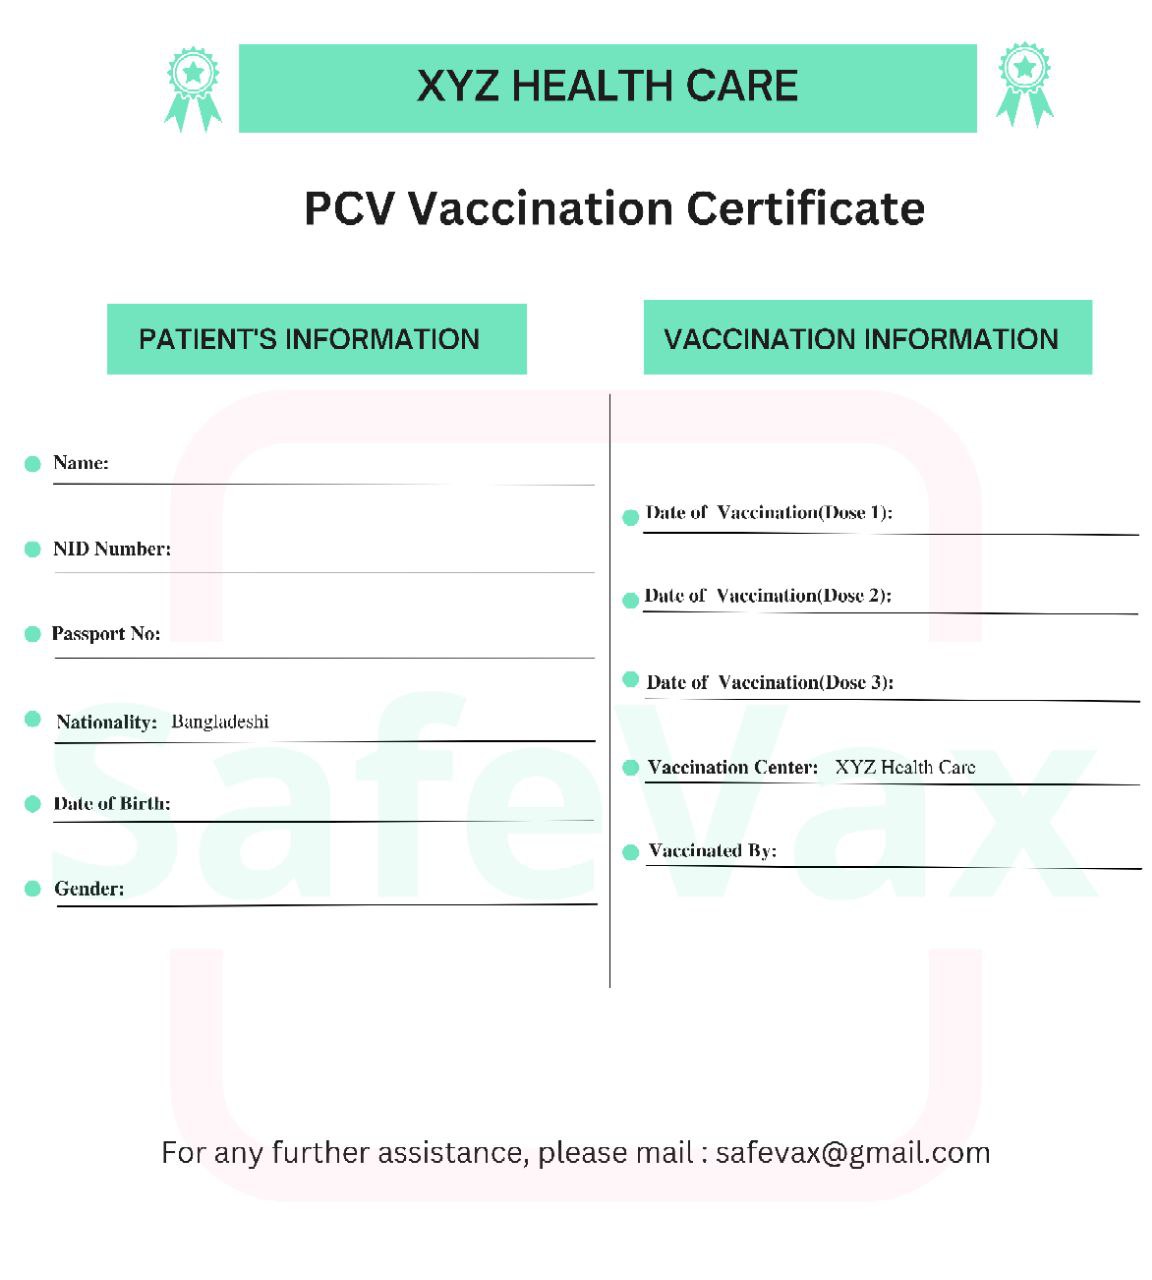 XYZ HEALTH CARE
PCV Vaccination Certificate
PATIENT'S INFORMATION
Name:
NID Number:
Passport No:
Nationality: Bangladeshi
Date of Birth:
Gender:
VACCINATION INFORMATION
Date of Vaccination(Dose 1):
Date of Vaccination(Dose 2):
Date of Vaccination(Dose 3):
Vaccination Center: XYZ Health Care
Vaccinated By:
SafeVax
For any further assistance, please mail : safevax@gmail.com